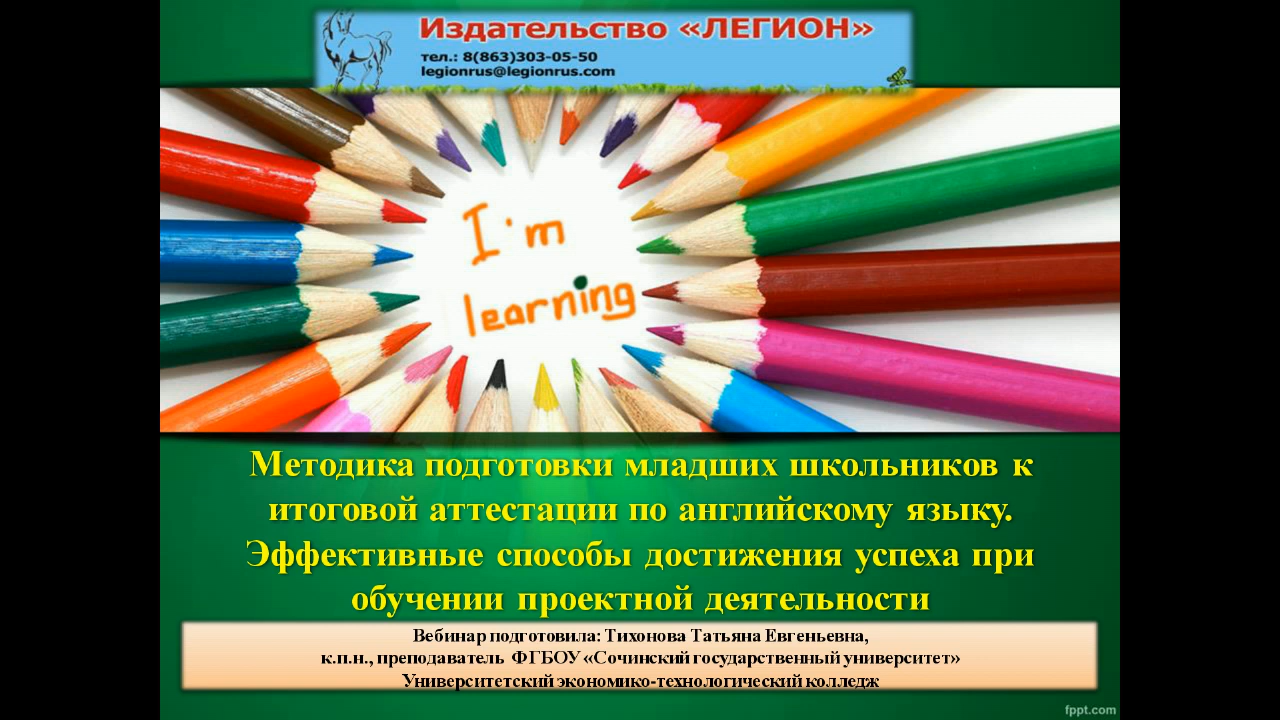 Издательство «ЛЕГИОН»
тел.: 8(863)303-05-50
legionrus@legionrus.com
I'm
learning
Методика подготовки младших школьников к
итоговой аттестации по английскому языку.
Эффективные способы достижения успеха при
обучении проектной деятельности
Вебинар подготовила: Тихонова Татьяна Евгеньевна,
к.п.н., преподаватель ФГБОУ «Сочинский государственный университет»
Университетский экономико-технологический колледж
fppt.com